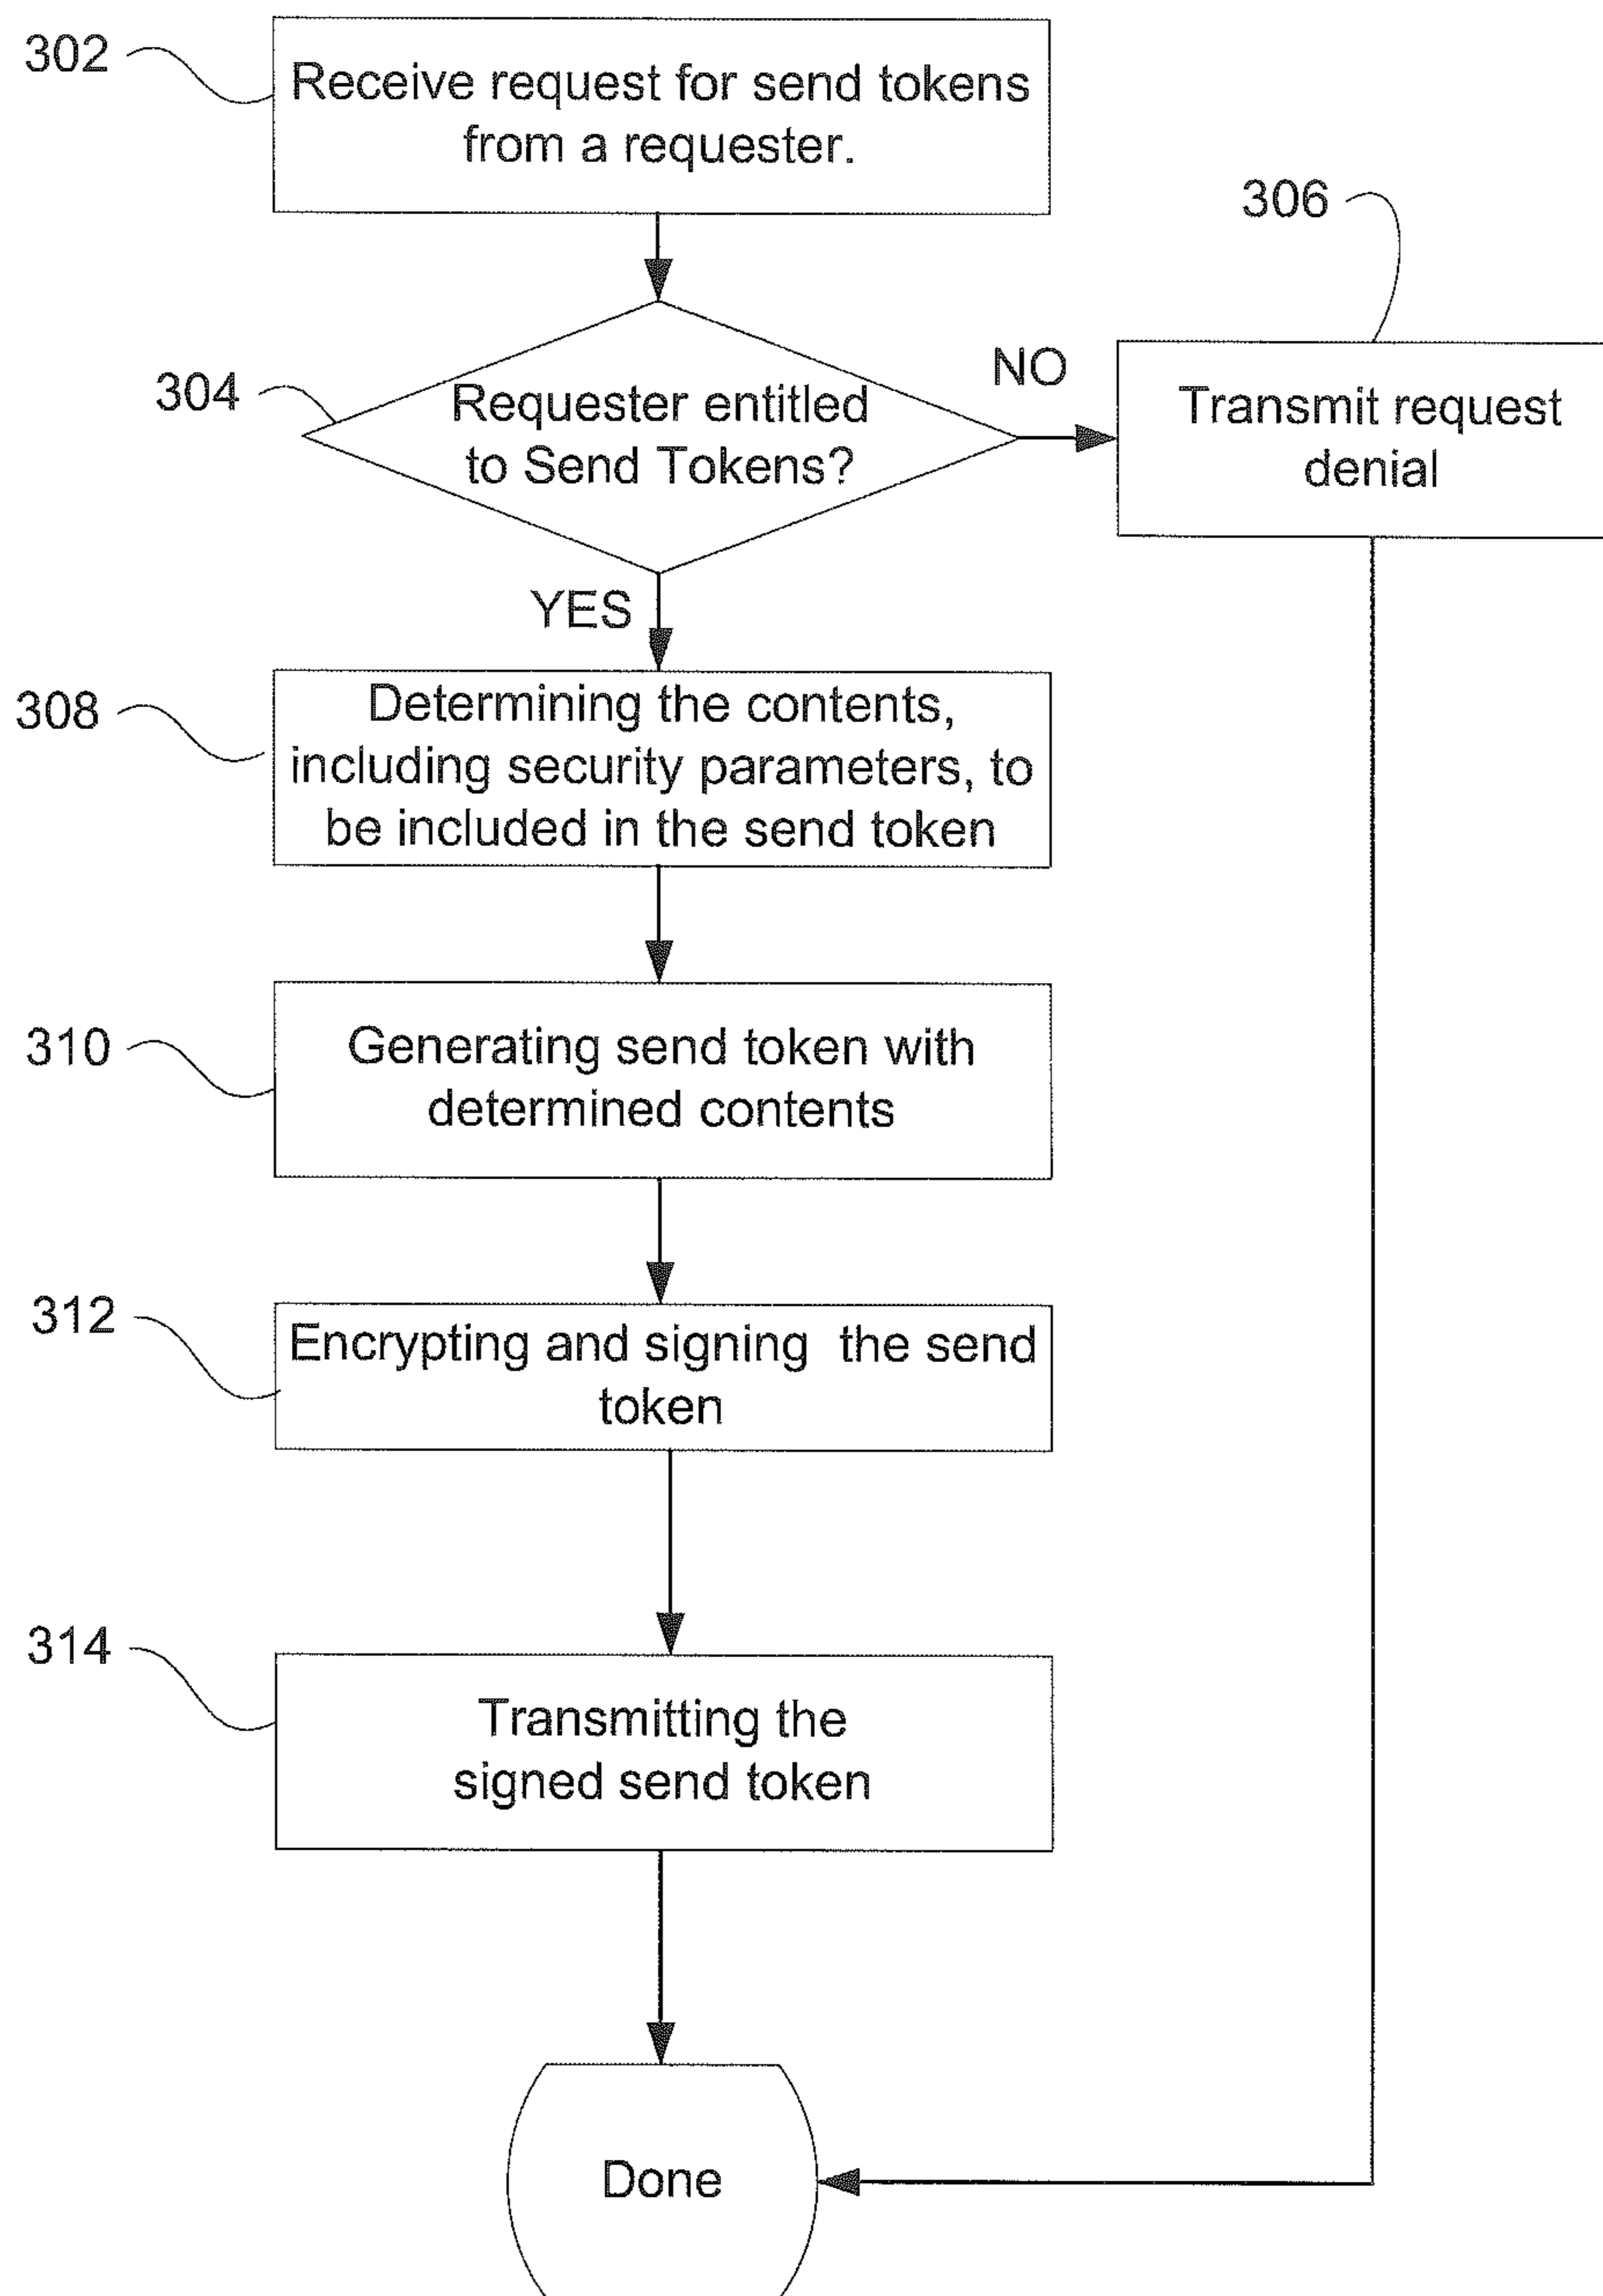 302
Receive request for send tokens
from a requester.
306
304
Requester entitled
to Send Tokens?
NO
Transmit request
denial
YES
308
Determining the contents,
including security parameters, to
be included in the send token
310
Generating send token with
determined contents
312
Encrypting and signing the send
token
314
Transmitting the
signed send token
Done